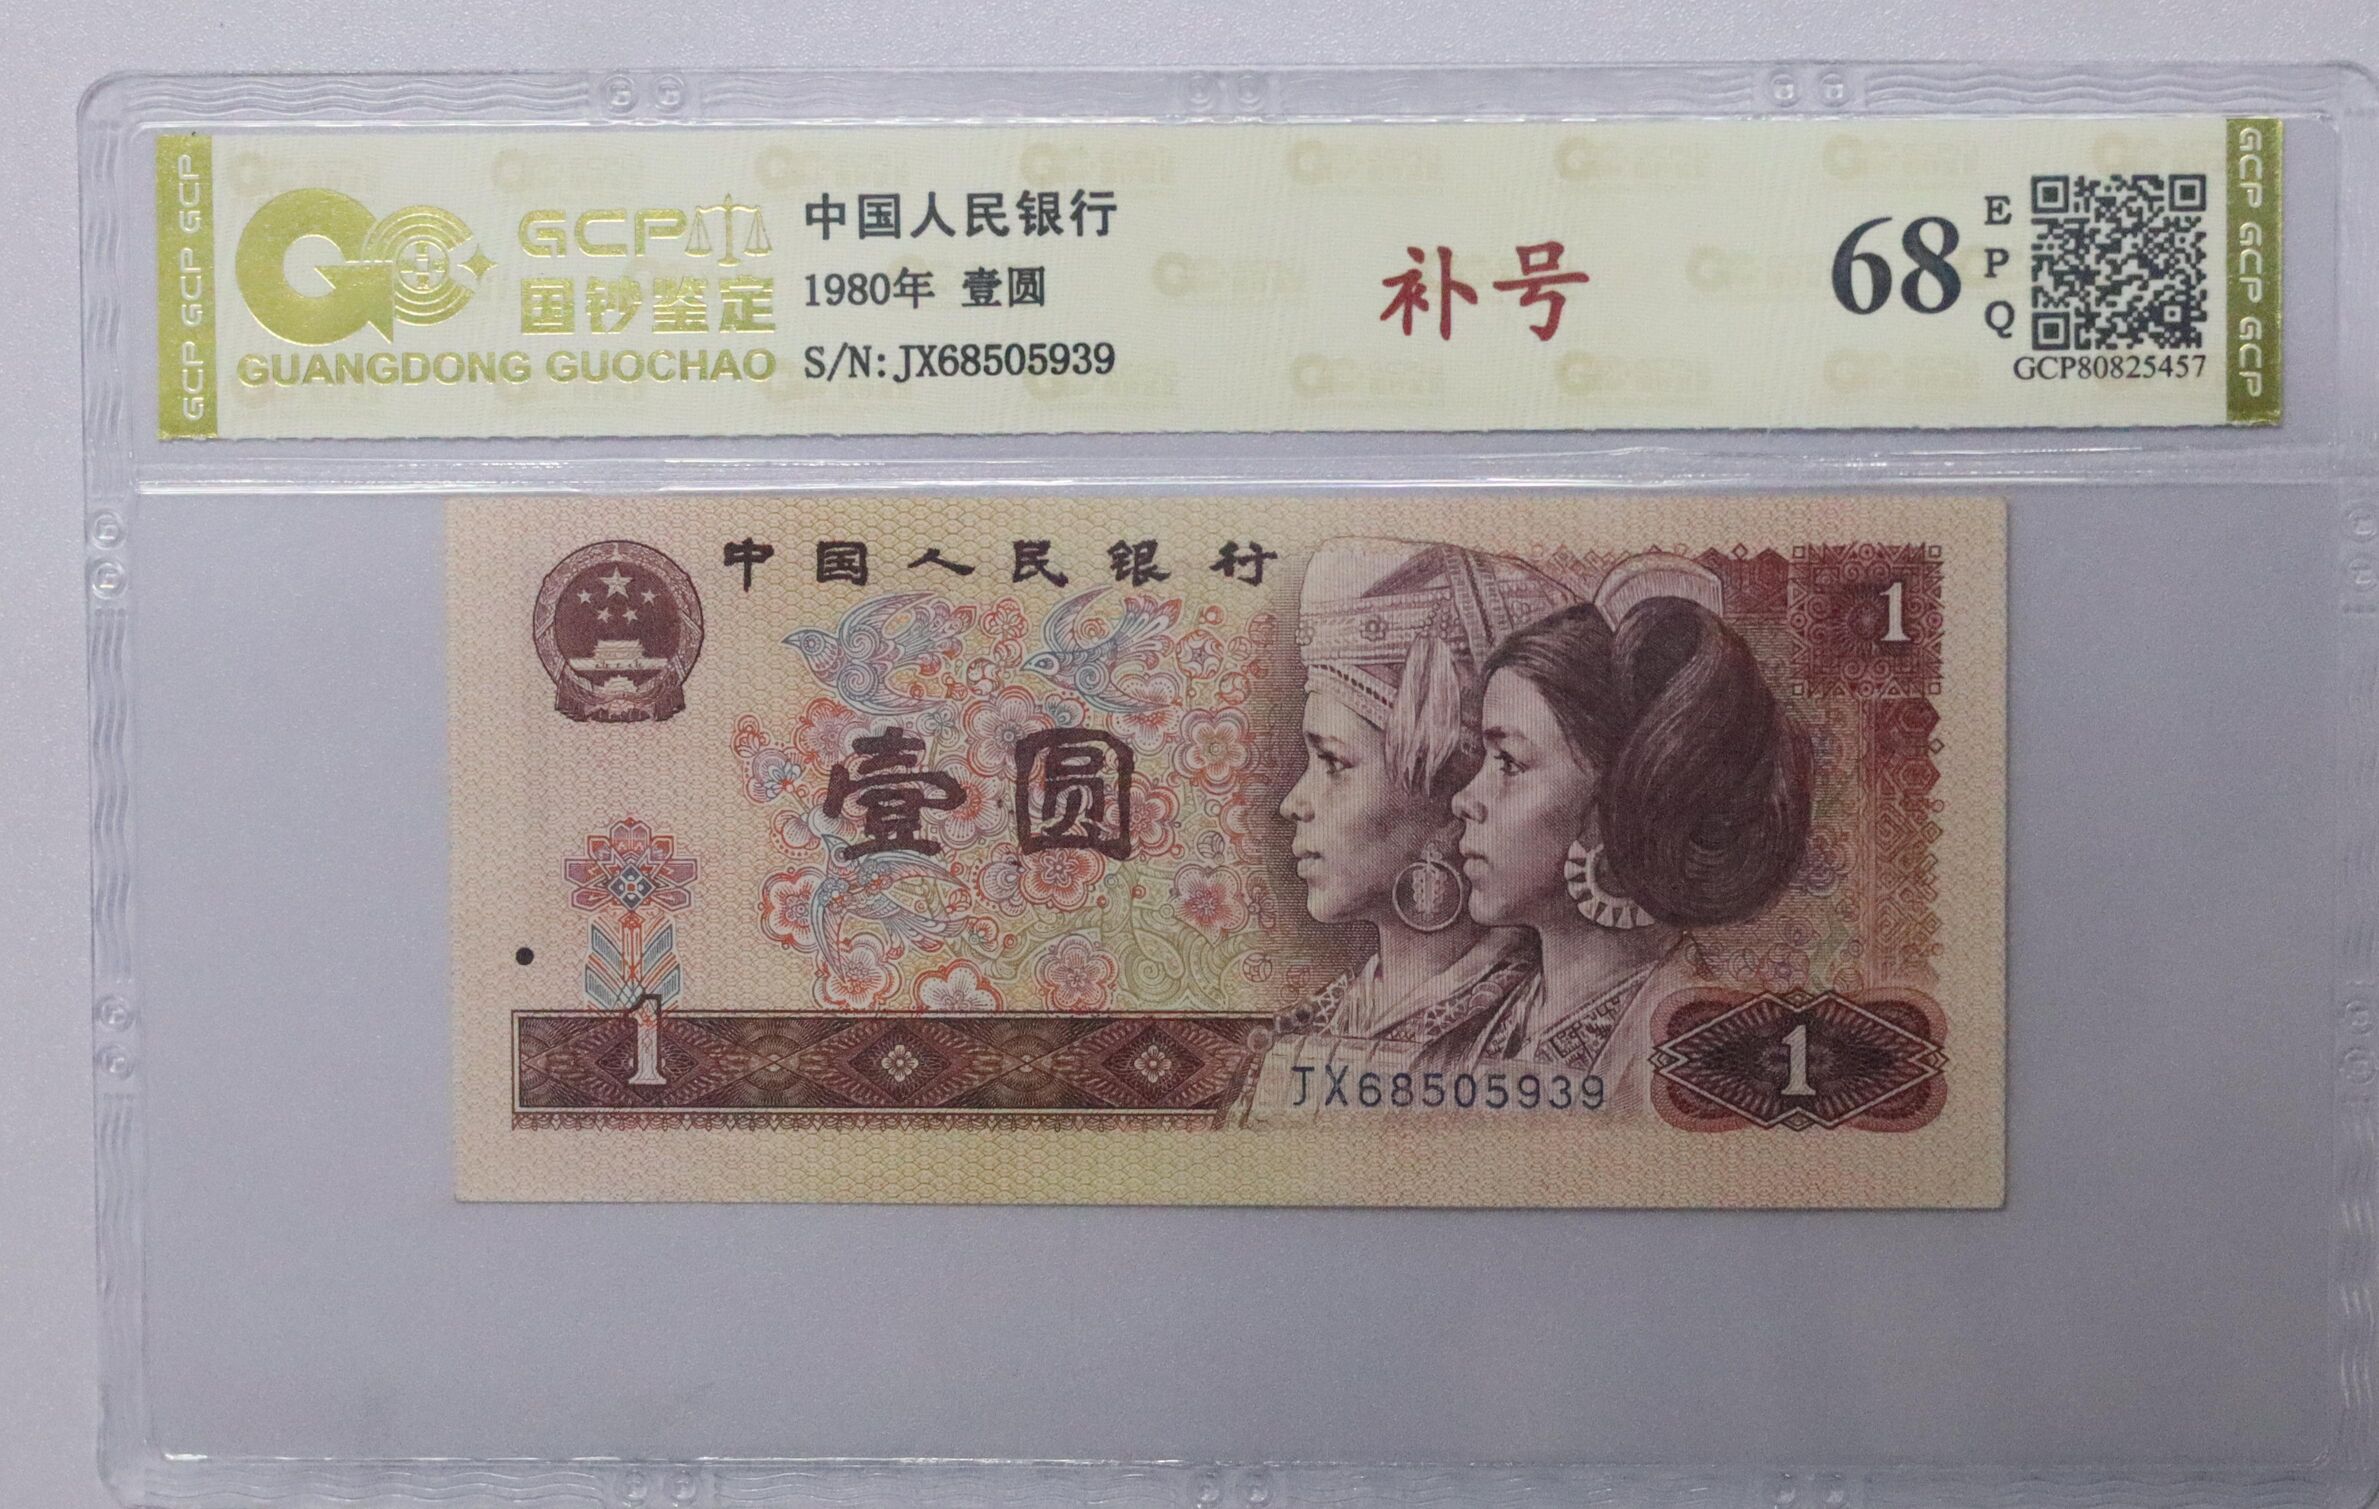 GCP GCP GCP
GCP
国钞鉴定
GUANGDONG GUOCHAO
中国人民银行
1980年 壹圆
S/N:JX68505939
补号
68
E
P
Q
GCP80825457
GCP GCP GCP
中国人民银行
1
壹圆
1
JX68505939
1